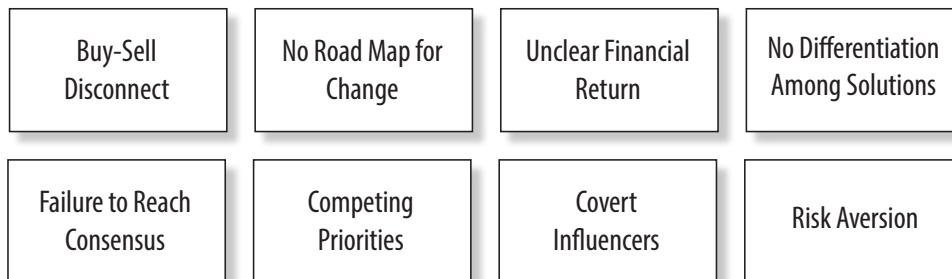 Buy-Sell
Disconnect
No Road Map for
Change
Unclear Financial
Return
No Differentiation
Among Solutions
Failure to Reach
Consensus
Competing
Priorities
Covert
Influencers
Risk Aversion